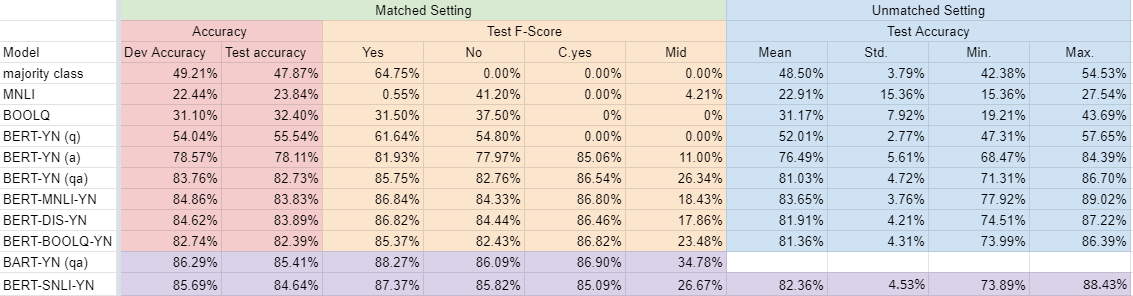 Matched Setting Unmatched Setting
Accuracy Test F-Score Test Accuracy
Model Dev Accuracy Test accuracy Yes No C.yes Mid Mean Std. Min. Max.
majority class 49.21% 47.87% 64.75% 0.00% 0.00% 0.00% 48.50% 3.79% 42.38% 54.53%
MNLI 22.44% 23.84% 0.55% 41.20% 0.00% 4.21% 22.91% 15.36% 15.36% 27.54%
BOOLQ 31.10% 32.40% 31.50% 37.50% 0% 0% 31.17% 7.92% 19.21% 43.69%
BERT-YN (q) 54.04% 55.54% 61.64% 54.80% 0.00% 0.00% 52.01% 2.77% 47.31% 57.65%
BERT-YN (a) 78.57% 78.11% 81.93% 77.97% 85.06% 11.00% 76.49% 5.61% 68.47% 84.39%
BERT-YN (qa) 83.76% 82.73% 85.75% 82.76% 86.54% 26.34% 81.03% 4.72% 71.31% 86.70%
BERT-MNLI-YN 84.86% 83.83% 86.84% 84.33% 86.80% 18.43% 83.65% 3.76% 77.92% 89.02%
BERT-DIS-YN 84.62% 83.89% 86.82% 84.44% 86.46% 17.86% 81.91% 4.21% 74.51% 87.22%
BERT-BOOLQ-YN 82.74% 82.39% 85.37% 82.43% 86.82% 23.48% 81.36% 4.31% 73.99% 86.39%
BART-YN (qa) 86.29% 85.41% 88.27% 86.09% 86.90% 34.78%
BERT-SNLI-YN 85.69% 84.64% 87.37% 85.82% 85.09% 26.67% 82.36% 4.53% 73.89% 88.43%